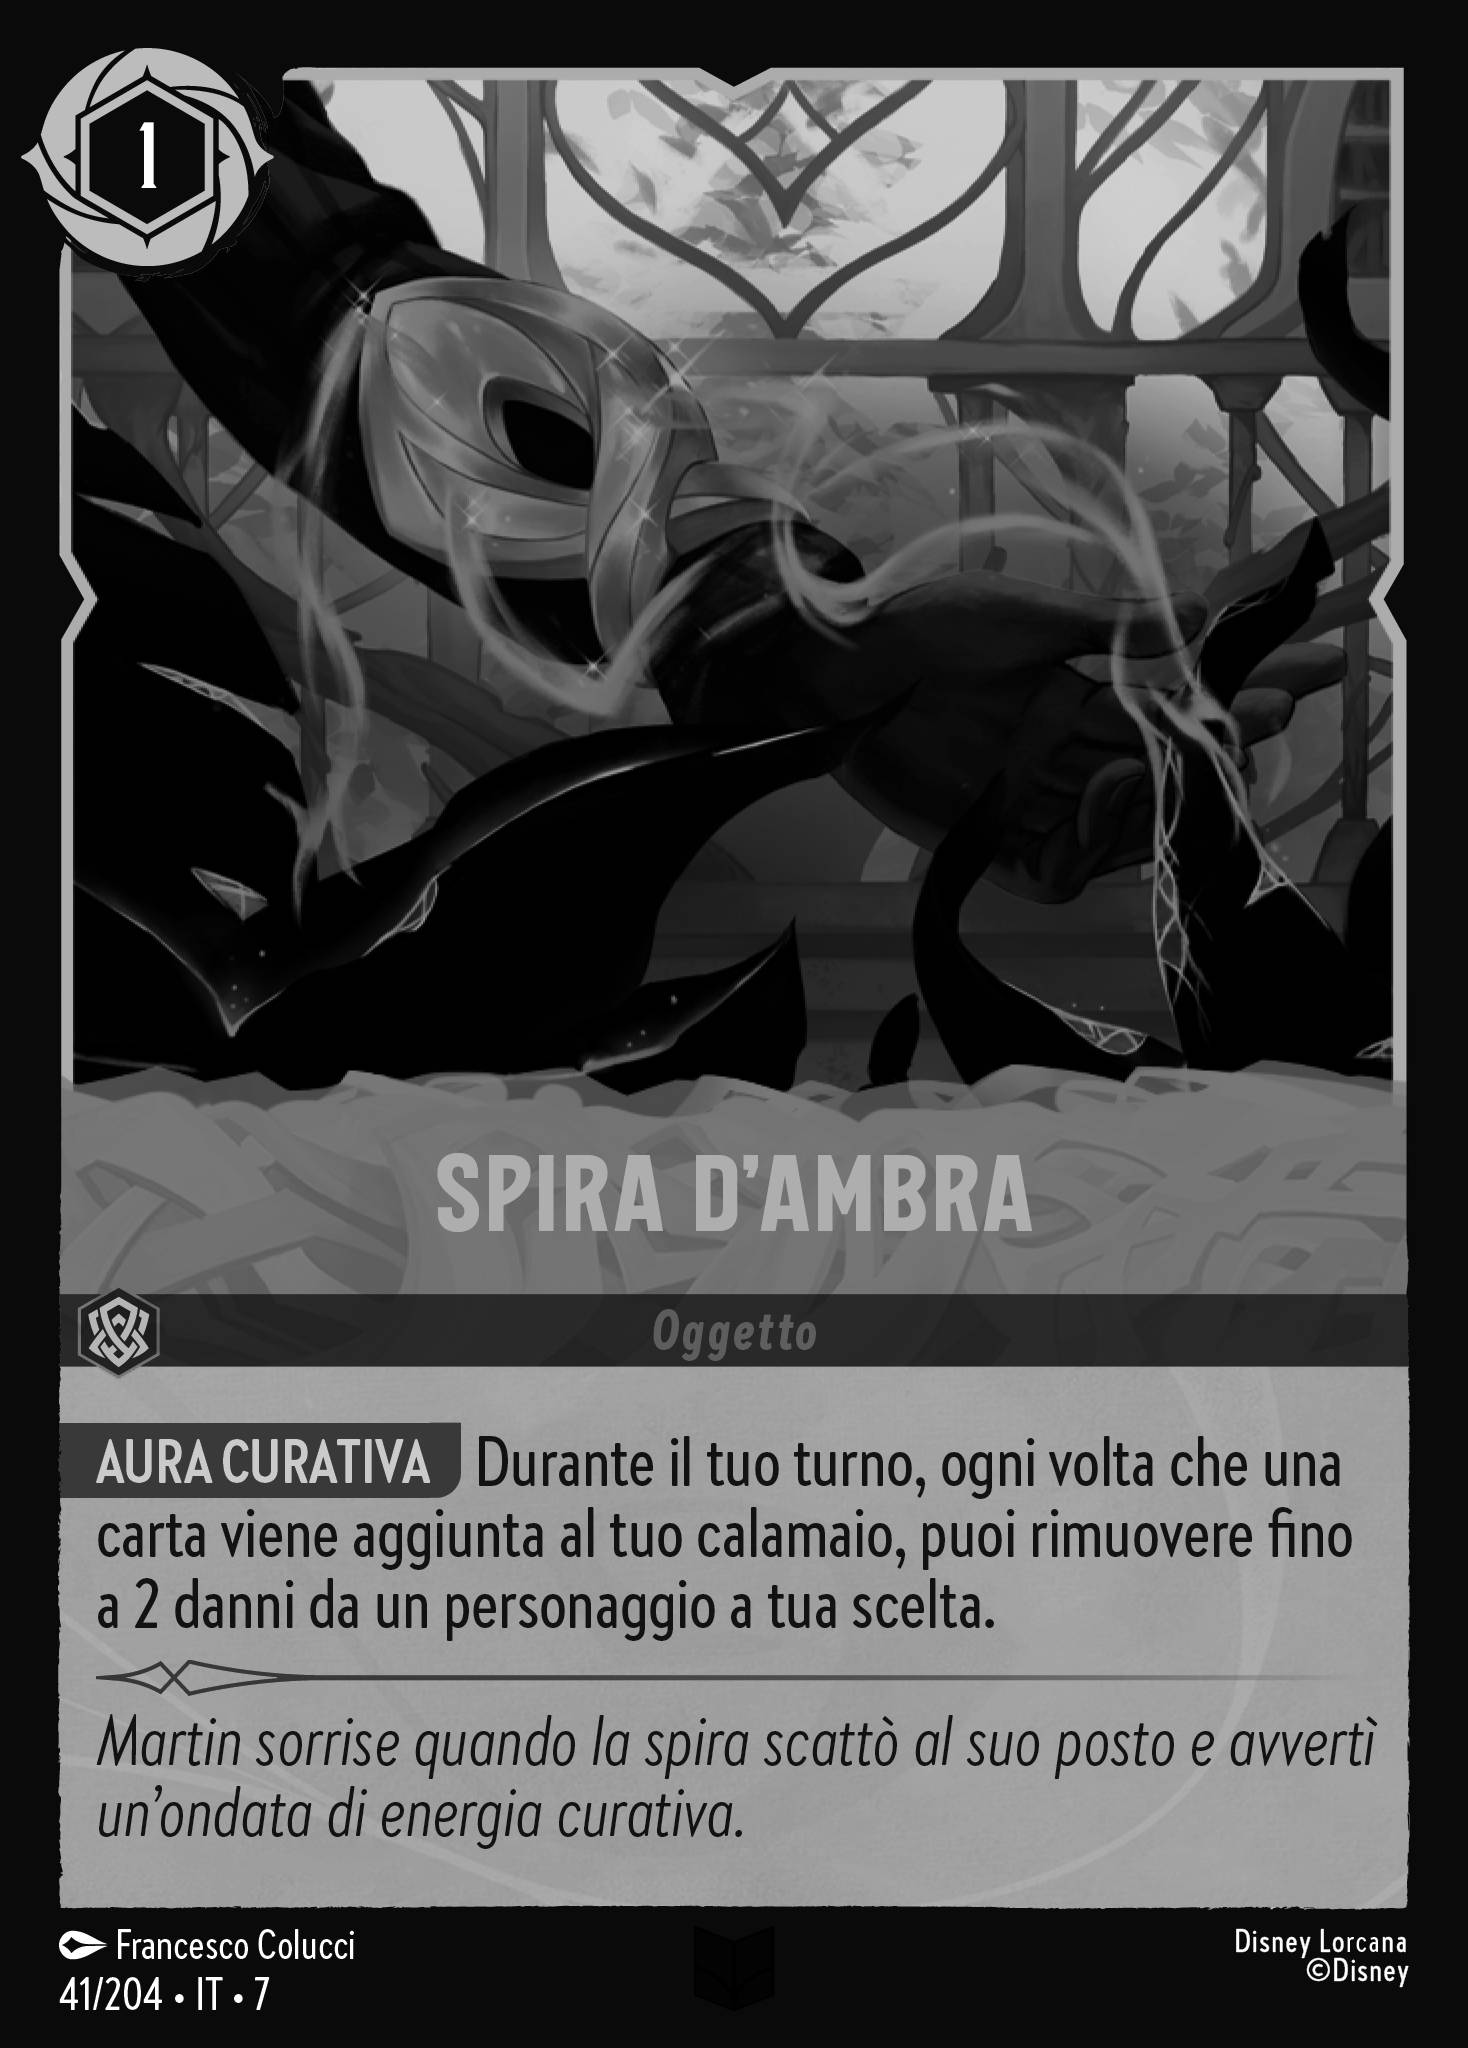 1
SPIRA D’AMBRA
Oggetto
AURA CURATIVA Durante il tuo turno, ogni volta che una
carta viene aggiunta al tuo calamaio, puoi rimuovere fino
a 2 danni da un personaggio a tua scelta.
Martin sorrise quando la spira scattò al suo posto e avvertì
un’ondata di energia curativa.
Francesco Colucci
41/204 • IT • 7
Disney Lorcana
©Disney